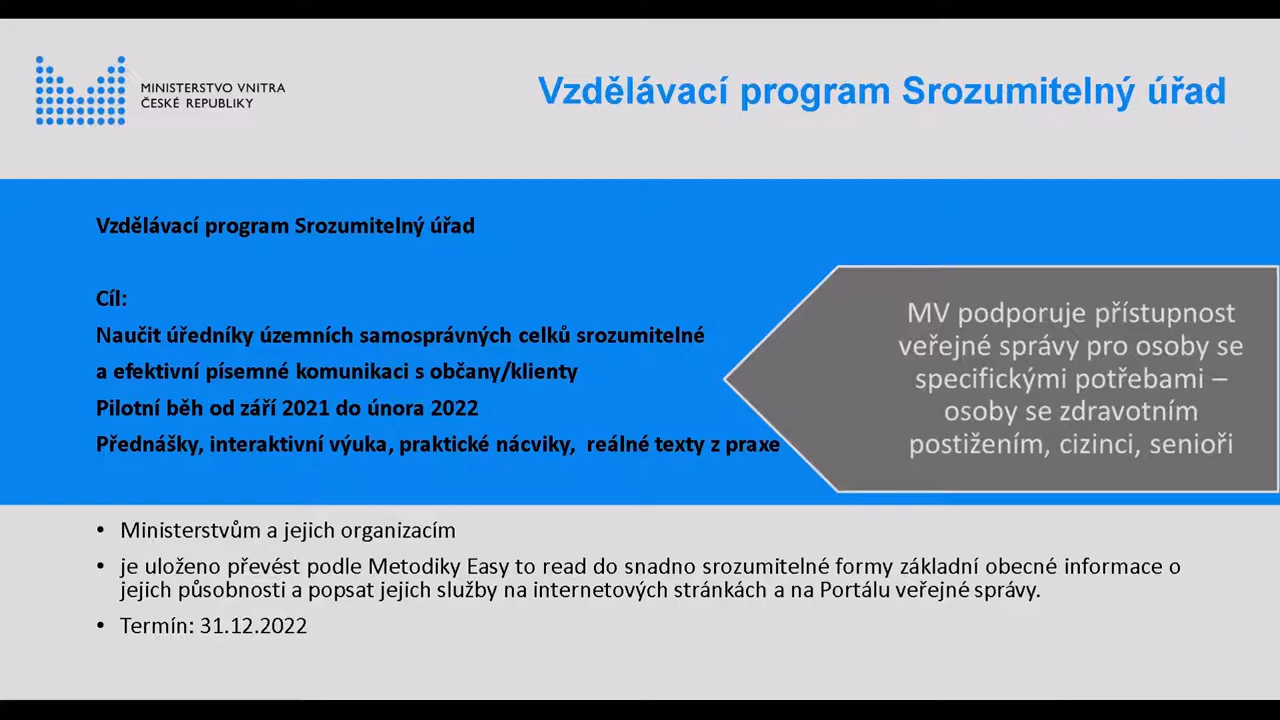 MINISTERSTVO VNITRA
ČESKÉ REPUBLIKY
Vzdělávací program Srozumitelný úřad
Vzdělávací program Srozumitelný úřad
Cíl:
Naučit úředníky územních samosprávných celků srozumitelné
a efektivní písemné komunikaci s občany/klienty
Pilotní běh od září 2021 do února 2022
Přednášky, interaktivní výuka, praktické nácviky, reálné texty z praxe
MV podporuje přístupnost
veřejné správy pro osoby se
specifickými potřebami –
osoby se zdravotním
postižením, cizinci, senioři
• Ministerstvům a jejich organizacím
• je uloženo převést podle Metodiky Easy to read do snadno srozumitelné formy základní obecné informace o
jejich působnosti a popsat jejich služby na internetových stránkách a na Portálu veřejné správy.
• Termín: 31.12.2022